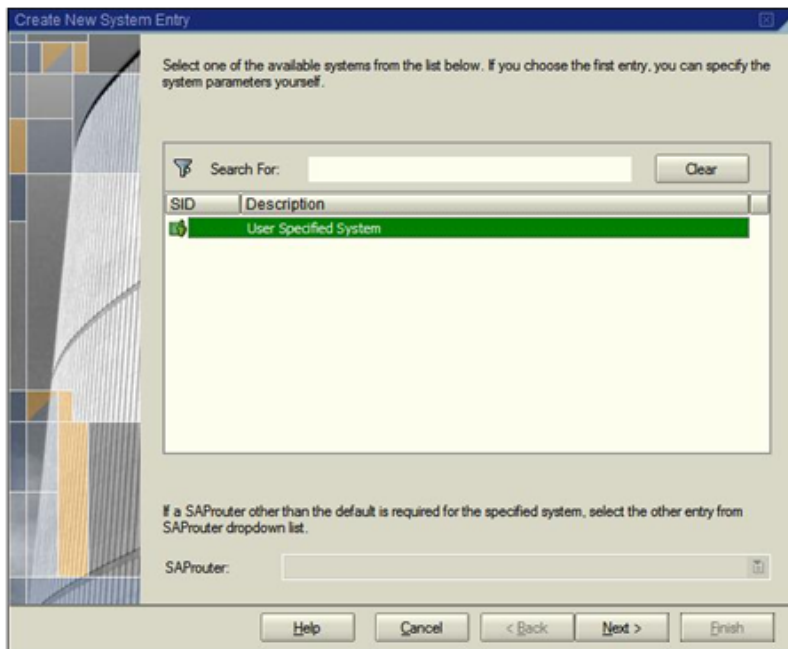 Create New System Entry
Select one of the available systems from the list below. If you choose the first entry, you can specify the
system parameters yourself.
Search For:
Clear
SID Description
User Specified System
If a SAProuter other than the default is required for the specified system, select the other entry from
SAProuter dropdown list.
SAProuter:
Help Cancel < Back Next > Finish